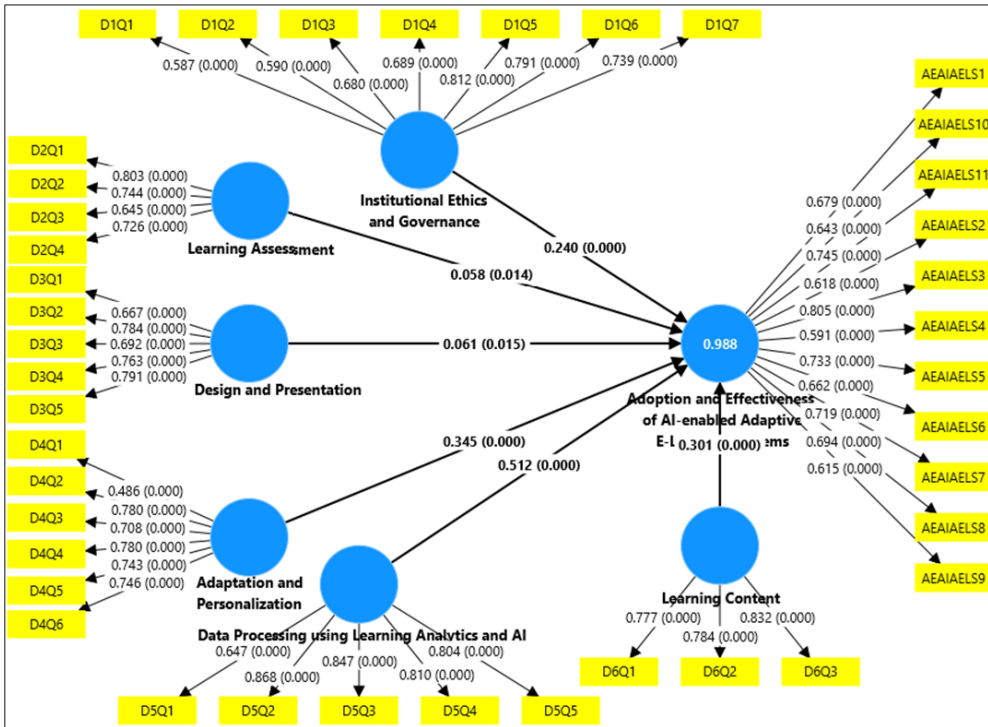 D1Q1 D1Q2 D1Q3 D1Q4 D1Q5 D1Q6 D1Q7
0.587 (0.000)
0.590 (0.000)
0.680 (0.000)
0.689 (0.000)
0.812 (0.000)
0.791 (0.000)
0.739 (0.000)
Institutional Ethics
and Governance
D2Q1
D2Q2
D2Q3
D2Q4
0.803 (0.000)
0.744 (0.000)
0.645 (0.000)
0.726 (0.000)
Learning Assessment
D3Q1
D3Q2
D3Q3
D3Q4
D3Q5
0.667 (0.000)
0.784 (0.000)
0.692 (0.000)
0.763 (0.000)
0.791 (0.000)
Design and Presentation
D4Q1
D4Q2
D4Q3
D4Q4
D4Q5
D4Q6
0.486 (0.000)
0.780 (0.000)
0.708 (0.000)
0.780 (0.000)
0.743 (0.000)
0.746 (0.000)
Adaptation and
Personalization
Data Processing using Learning Analytics and AI
0.647 (0.000)
0.868 (0.000)
0.847 (0.000)
0.810 (0.000)
0.804 (0.000)
D5Q1 D5Q2 D5Q3 D5Q4 D5Q5
0.240 (0.000)
0.058 (0.014)
0.061 (0.015)
0.345 (0.000)
0.512 (0.000)
0.301 (0.000)
0.988
Adoption and Effectiveness
of AI-enabled Adaptive
Learning Content
0.777 (0.000)
0.784 (0.000)
0.832 (0.000)
D6Q1 D6Q2 D6Q3
0.679 (0.000)
0.643 (0.000)
0.745 (0.000)
0.618 (0.000)
0.805 (0.000)
0.591 (0.000)
0.733 (0.000)
0.662 (0.000)
0.719 (0.000)
0.694 (0.000)
0.615 (0.000)
AEAIAELS1
AEAIAELS10
AEAIAELS11
AEAIAELS2
AEAIAELS3
AEAIAELS4
AEAIAELS5
AEAIAELS6
AEAIAELS7
AEAIAELS8
AEAIAELS9